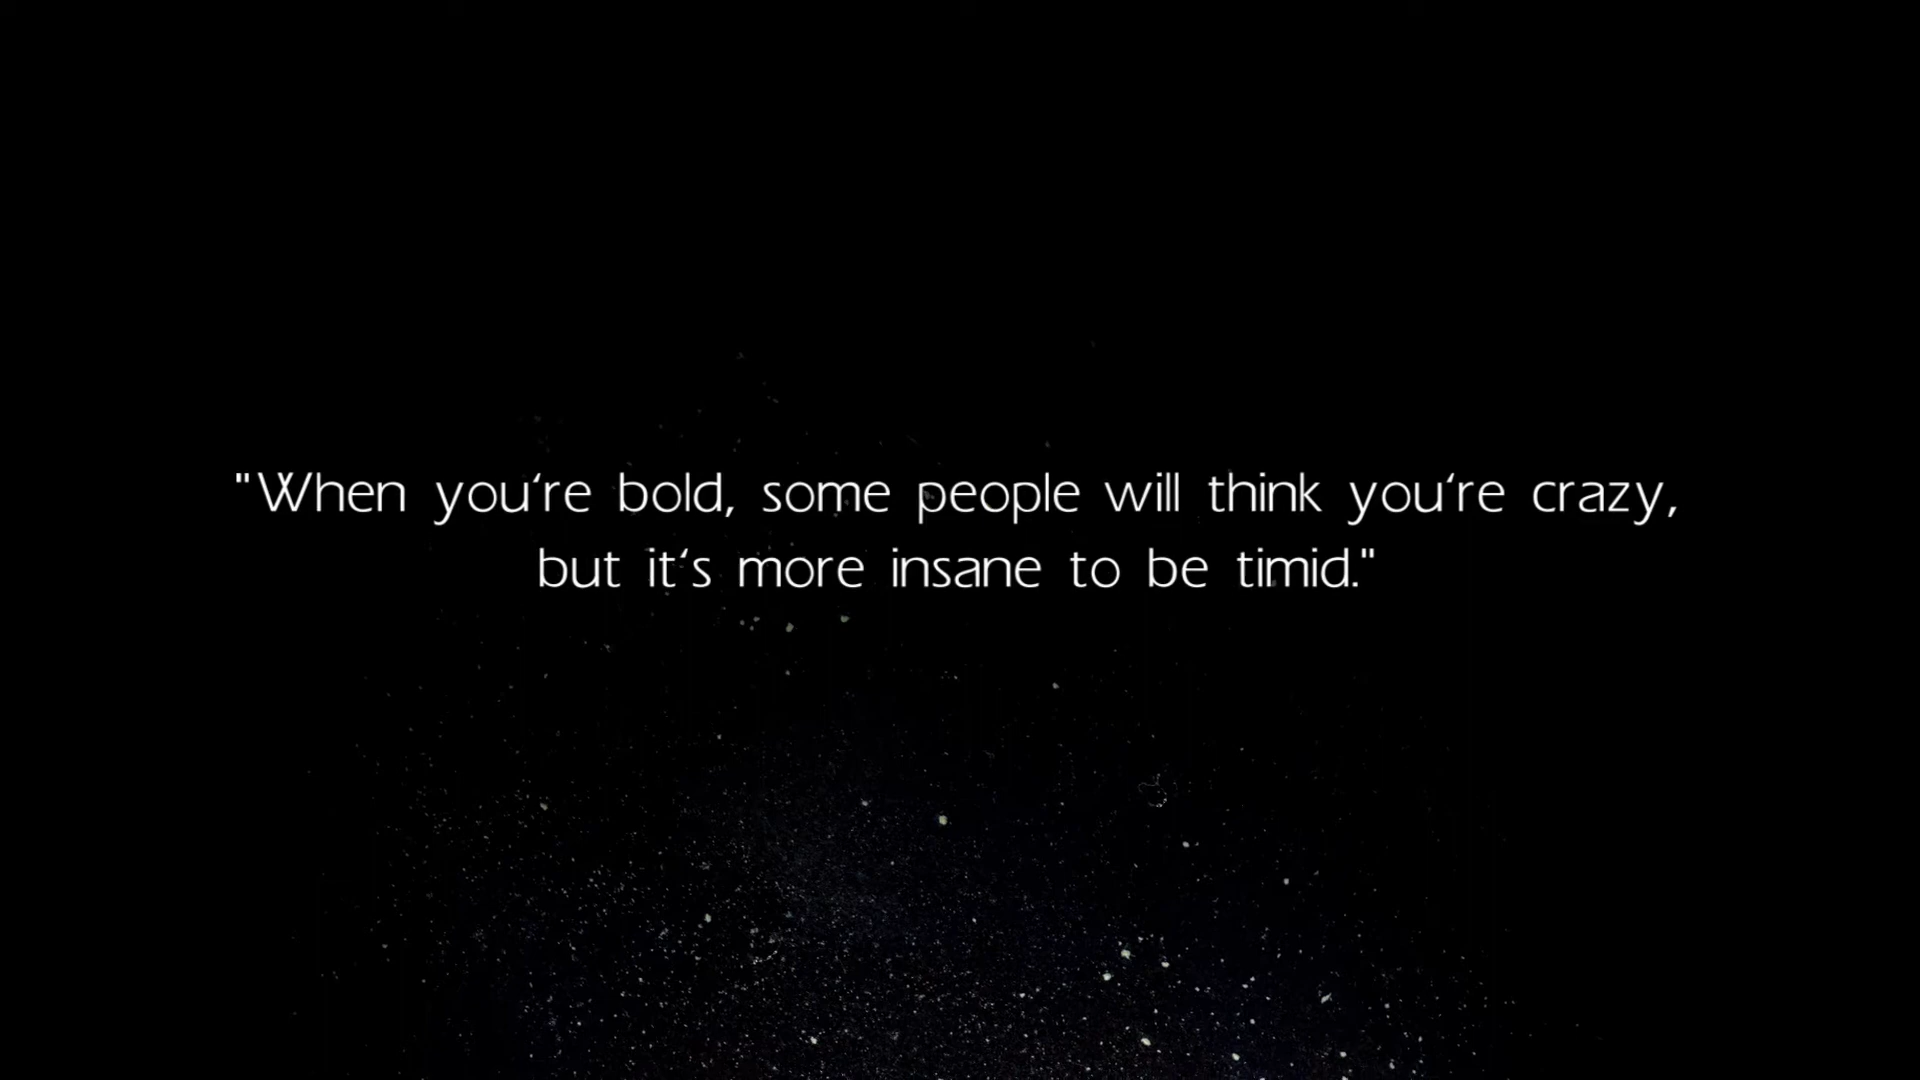 "When you‘re bold, some people will think you‘re crazy,
but it‘s more insane to be timid."